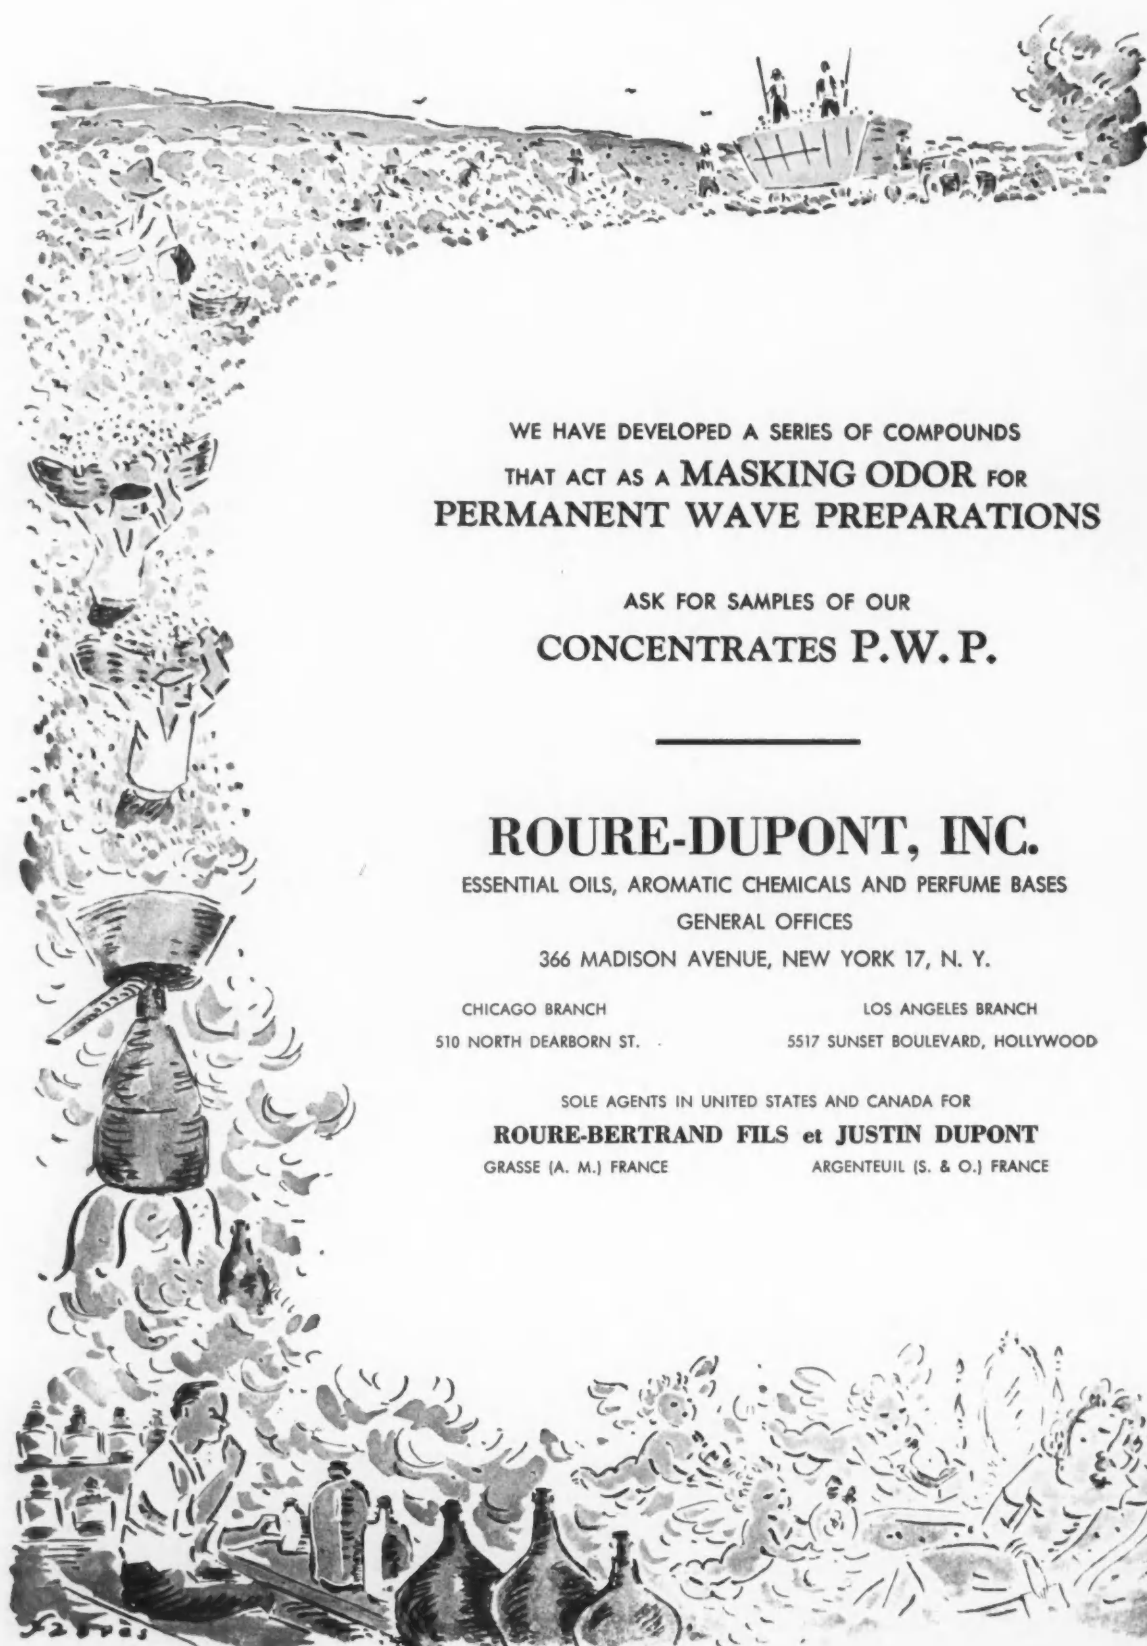 WE HAVE DEVELOPED A SERIES OF COMPOUNDS
THAT ACT AS A MASKING ODOR FOR
PERMANENT WAVE PREPARATIONS
ASK FOR SAMPLES OF OUR
CONCENTRATES P.W.P.
ROURE-DUPONT, INC.
ESSENTIAL OILS, AROMATIC CHEMICALS AND PERFUME BASES
GENERAL OFFICES
366 MADISON AVENUE, NEW YORK 17, N. Y.
CHICAGO BRANCH
510 NORTH DEARBORN ST.
LOS ANGELES BRANCH
5517 SUNSET BOULEVARD, HOLLYWOOD
SOLE AGENTS IN UNITED STATES AND CANADA FOR
ROURE-BERTRAND FILS et JUSTIN DUPONT
GRASSE (A. M.) FRANCE
ARGENTEUIL (S. & O.) FRANCE